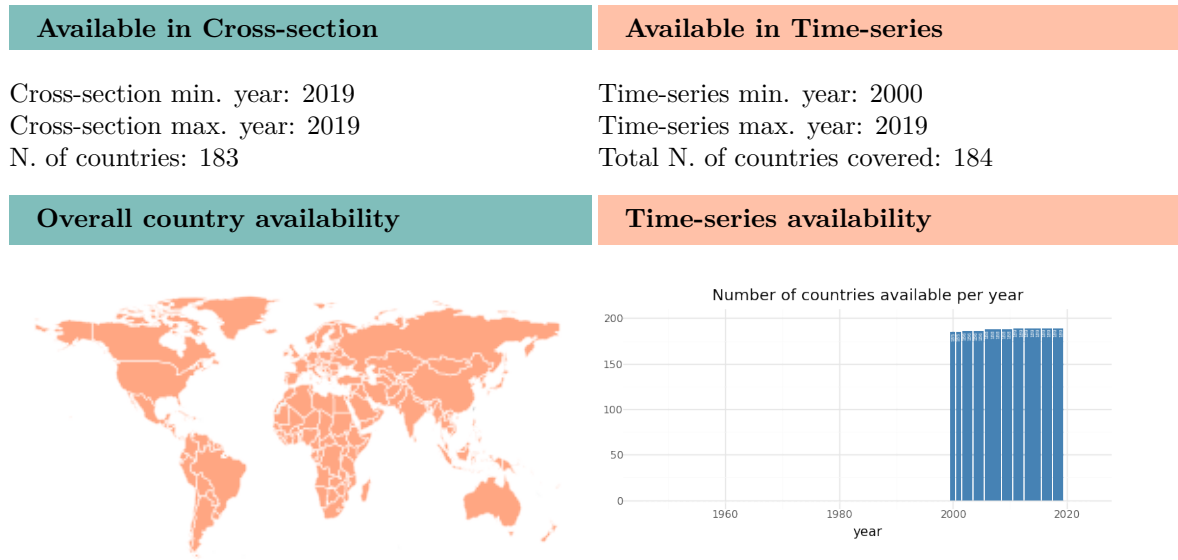 Available in Cross-section
Available in Time-series
Cross-section min. year: 2019
Cross-section max. year: 2019
N. of countries: 183
Time-series min. year: 2000
Time-series max. year: 2019
Total N. of countries covered: 184
Overall country availability
Time-series availability
Number of countries available per year
200
150
100
50
0
1960
1980
2000
2020
year